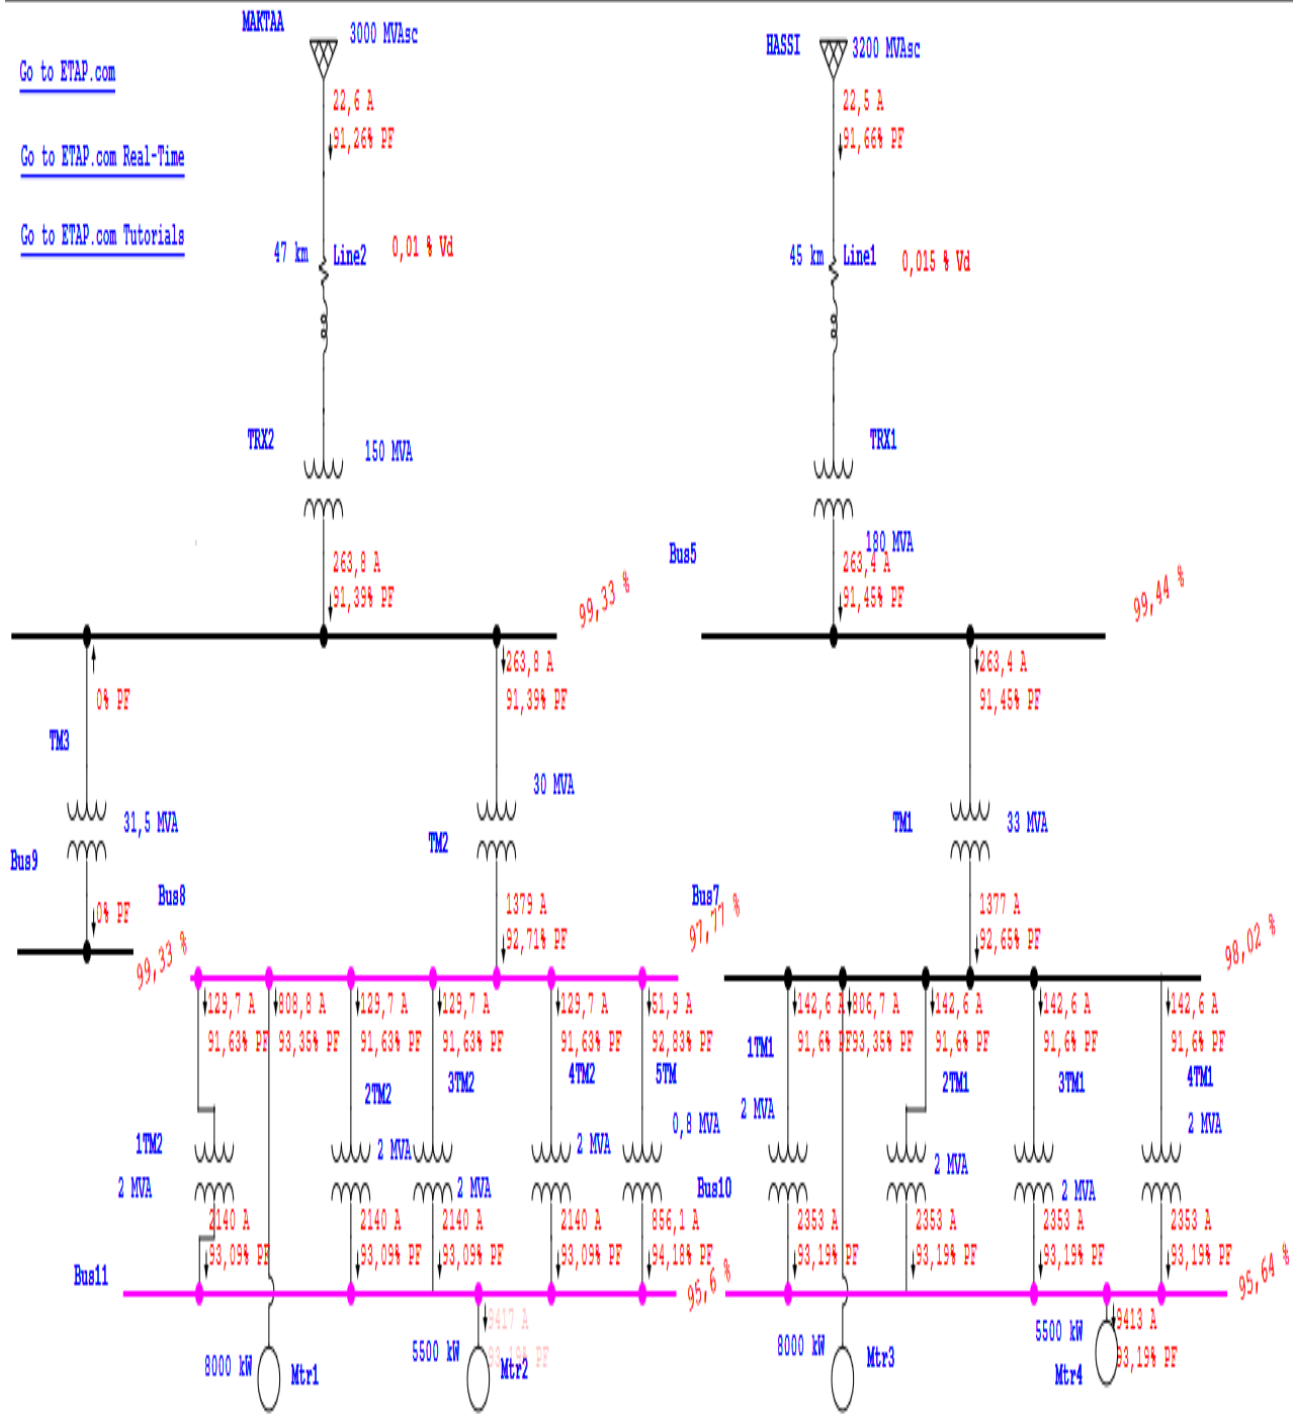 MAKTAA
3000 MVAsc
HASSI
3200 MVAsc
Go to ETAP.com
22,6 A
22,5 A
91,26% PF
91,66% PF
Go to ETAP.com Real-Time
Go to ETAP.com Tutorials
47 km
Line2
0,01 % Vd
45 km
Line1
0,015 % Vd
TRX2
150 MVA
TRX1
180 MVA
Bus5
263,8 A
91,39% PF
99,33 %
263,4 A
91,45% PF
99,44 %
0% PF
263,8 A
91,39% PF
263,4 A
91,45% PF
TM3
30 MVA
31,5 MVA
TM2
TM1
33 MVA
Bus9
Bus8
Bus7
0% PF
1379 A
92,71% PF
97,77 %
1377 A
92,65% PF
98,02 %
99,33 %
129,7 A
808,8 A
129,7 A
129,7 A
129,7 A
51,9 A
142,6 A
806,7 A
142,6 A
142,6 A
142,6 A
91,63% PF
93,35% PF
91,63% PF
91,63% PF
91,63% PF
92,83% PF
91,6% PF
93,35% PF
91,6% PF
91,6% PF
91,6% PF
1TM1
2TM2
3TM2
4TM2
5TM
2TM1
3TM1
4TM1
2 MVA
0,8 MVA
2 MVA
1TM2
2 MVA
2 MVA
2 MVA
2 MVA
2 MVA
2 MVA
Bus10
2140 A
2140 A
2140 A
2140 A
856,1 A
2353 A
2353 A
2353 A
2353 A
93,09% PF
93,09% PF
93,09% PF
93,09% PF
94,18% PF
93,19% PF
93,19% PF
93,19% PF
93,19% PF
Bus11
95,6 %
95,64 %
9417 A
93,19% PF
9413 A
93,19% PF
8000 kW
Mtr1
5500 kW
Mtr2
8000 kW
Mtr3
5500 kW
Mtr4